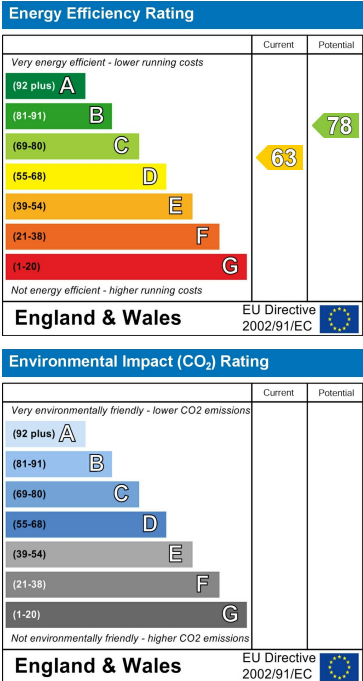 Energy Efficiency Rating
Current Potential
Very energy efficient - lower running costs
(92 plus) A
(81-91) B
(69-80) C
(55-68) D
(39-54) E
(21-38) F
(1-20) G
63
78
Not energy efficient - higher running costs
England & Wales
EU Directive
2002/91/EC
Environmental Impact (CO₂) Rating
Current Potential
Very environmentally friendly - lower CO2 emissions
(92 plus) A
(81-91) B
(69-80) C
(55-68) D
(39-54) E
(21-38) F
(1-20) G
Not environmentally friendly - higher CO2 emissions
England & Wales
EU Directive
2002/91/EC